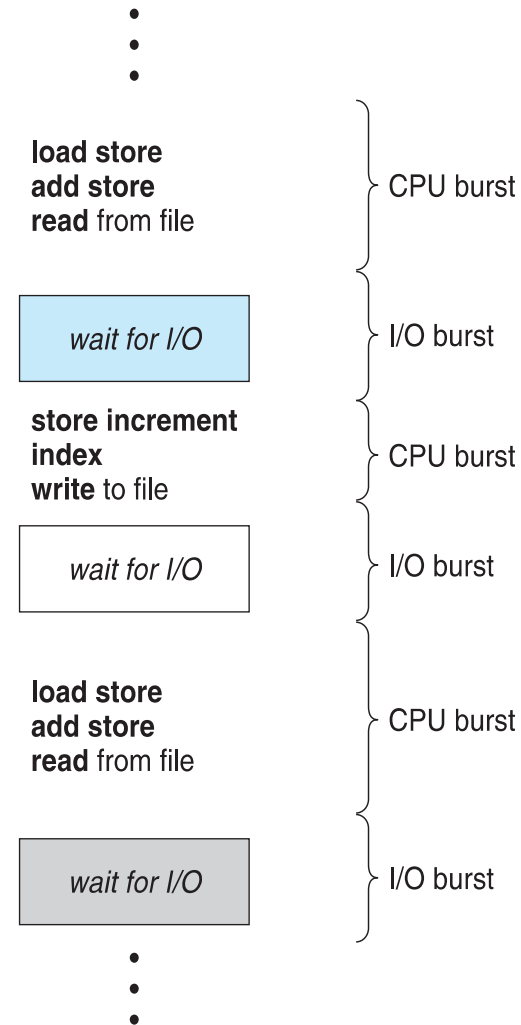 load store
add store
read from file
CPU burst
wait for I/O
I/O burst
store increment
index
write to file
CPU burst
wait for I/O
I/O burst
load store
add store
read from file
CPU burst
wait for I/O
I/O burst